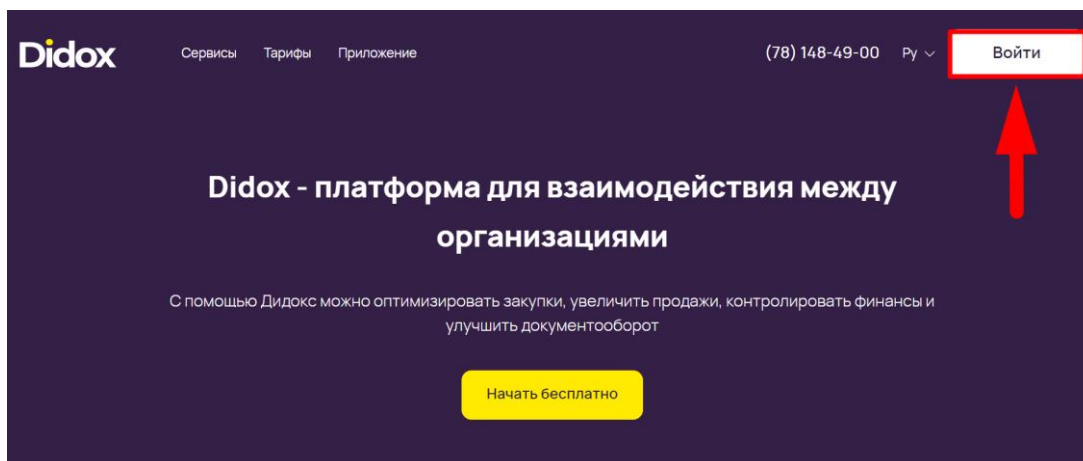 Didox Сервисы Тарифы Приложение (78) 148-49-00 Ру Войти
Didox - платформа для взаимодействия между
организациями
С помощью Дидокс можно оптимизировать закупки, увеличить продажи, контролировать финансы и
улучшить документооборот
Начать бесплатно